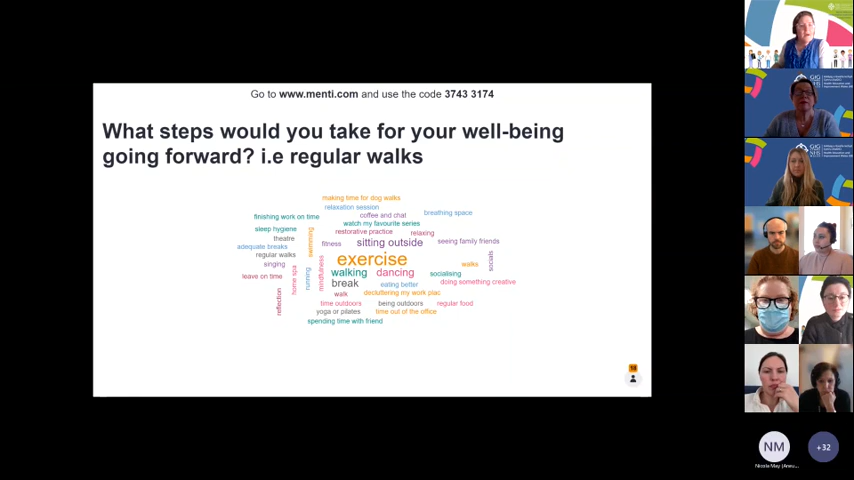 Go to www.menti.com and use the code 3743 3174
What steps would you take for your well-being
going forward? i.e regular walks
making time for dog walks
relaxation session
finishing work on time
coffee and chat
breathing space
watch my favourite series
sleep hygiene
restorative practice
relaxing
theatre
swimming
fitness
sitting outside
seeing family friends
adequate breaks
regular walks
exercise
socials
singing
mindfulness
walks
leave on time
home spa
running
walking
dancing
socialising
break
eating better
doing something creative
reflection
walk
decluttering my work plac
time outdoors
being outdoors
regular food
yoga or pilates
time out of the office
spending time with friend
18
NM
+32